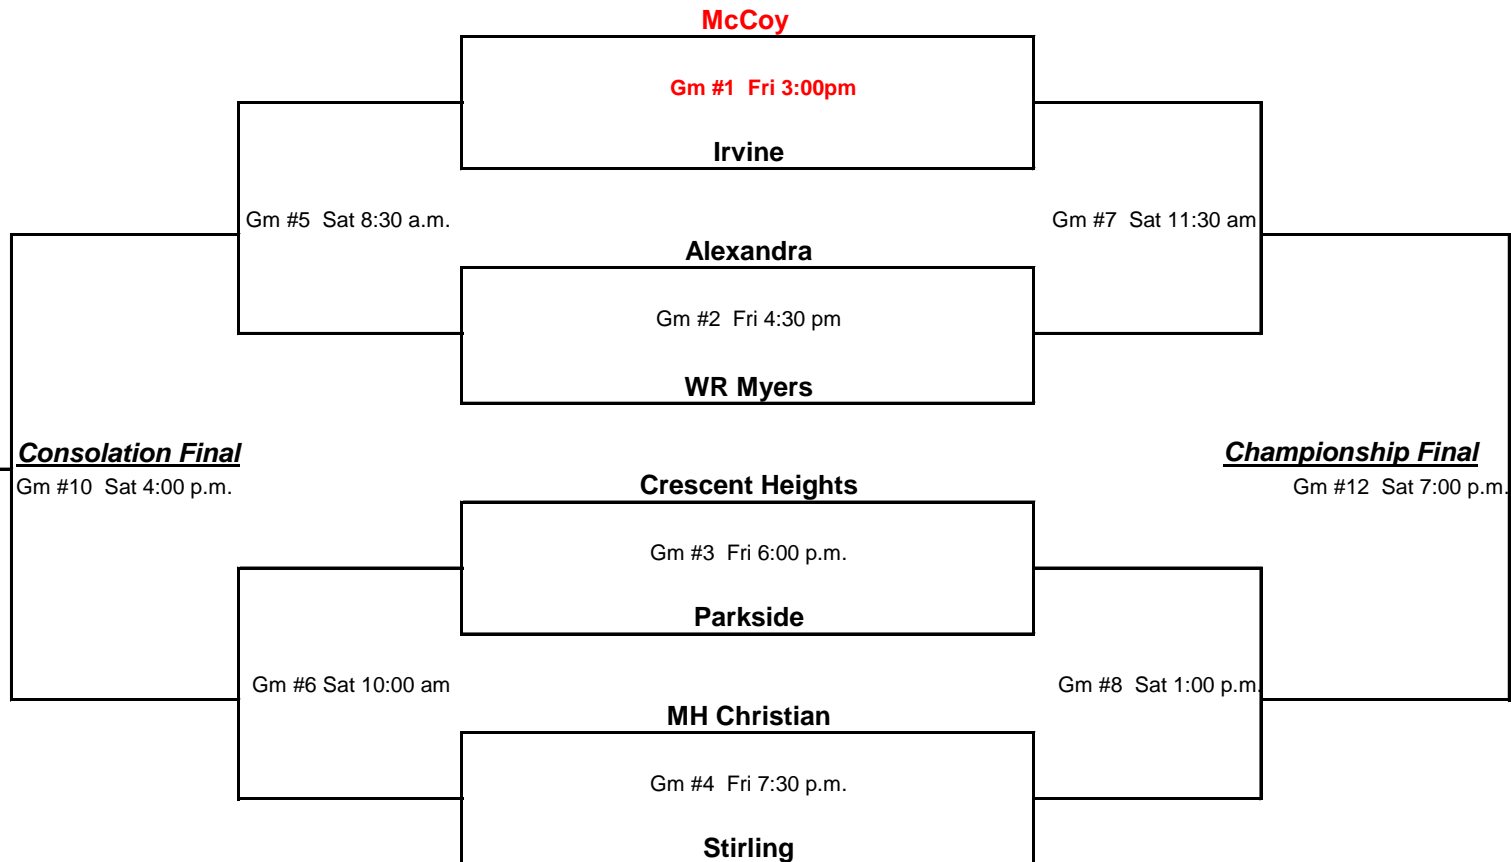 McCoy
Gm #1  Fri 3:00pm
Irvine
Gm #5  Sat 8:30 a.m.
Gm #7  Sat 11:30 am
Alexandra
Gm #2  Fri 4:30 pm
WR Myers
Consolation Final
Championship Final
Gm #10  Sat 4:00 p.m.
Crescent Heights
Gm #12  Sat 7:00 p.m.
Gm #3  Fri 6:00 p.m.
Parkside
Gm #6 Sat 10:00 am
Gm #8  Sat 1:00 p.m.
MH Christian
Gm #4  Fri 7:30 p.m.
Stirling